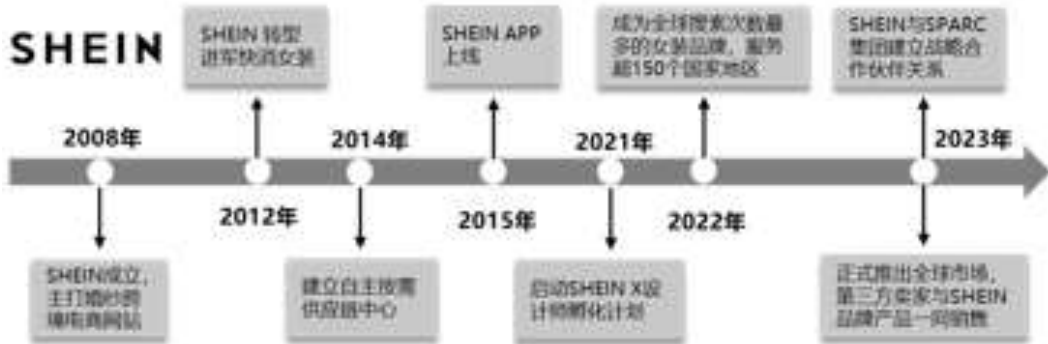 SHEIN
SHEIN 转型
进军快消女装
SHEIN APP
上线
成为全球搜索次数最
多的女装品牌，服务
超150个国家地区
SHEIN与SPARC
集团建立战略合
作伙伴关系
2008年
2014年
2021年
2023年
2012年
2015年
2022年
SHEIN成立，
主打婚纱跨
境电商网站
建立自主按需
供应链中心
启动SHEIN X设
计师孵化计划
正式推出全球市场，
第三方卖家与SHEIN
品牌产品一同销售